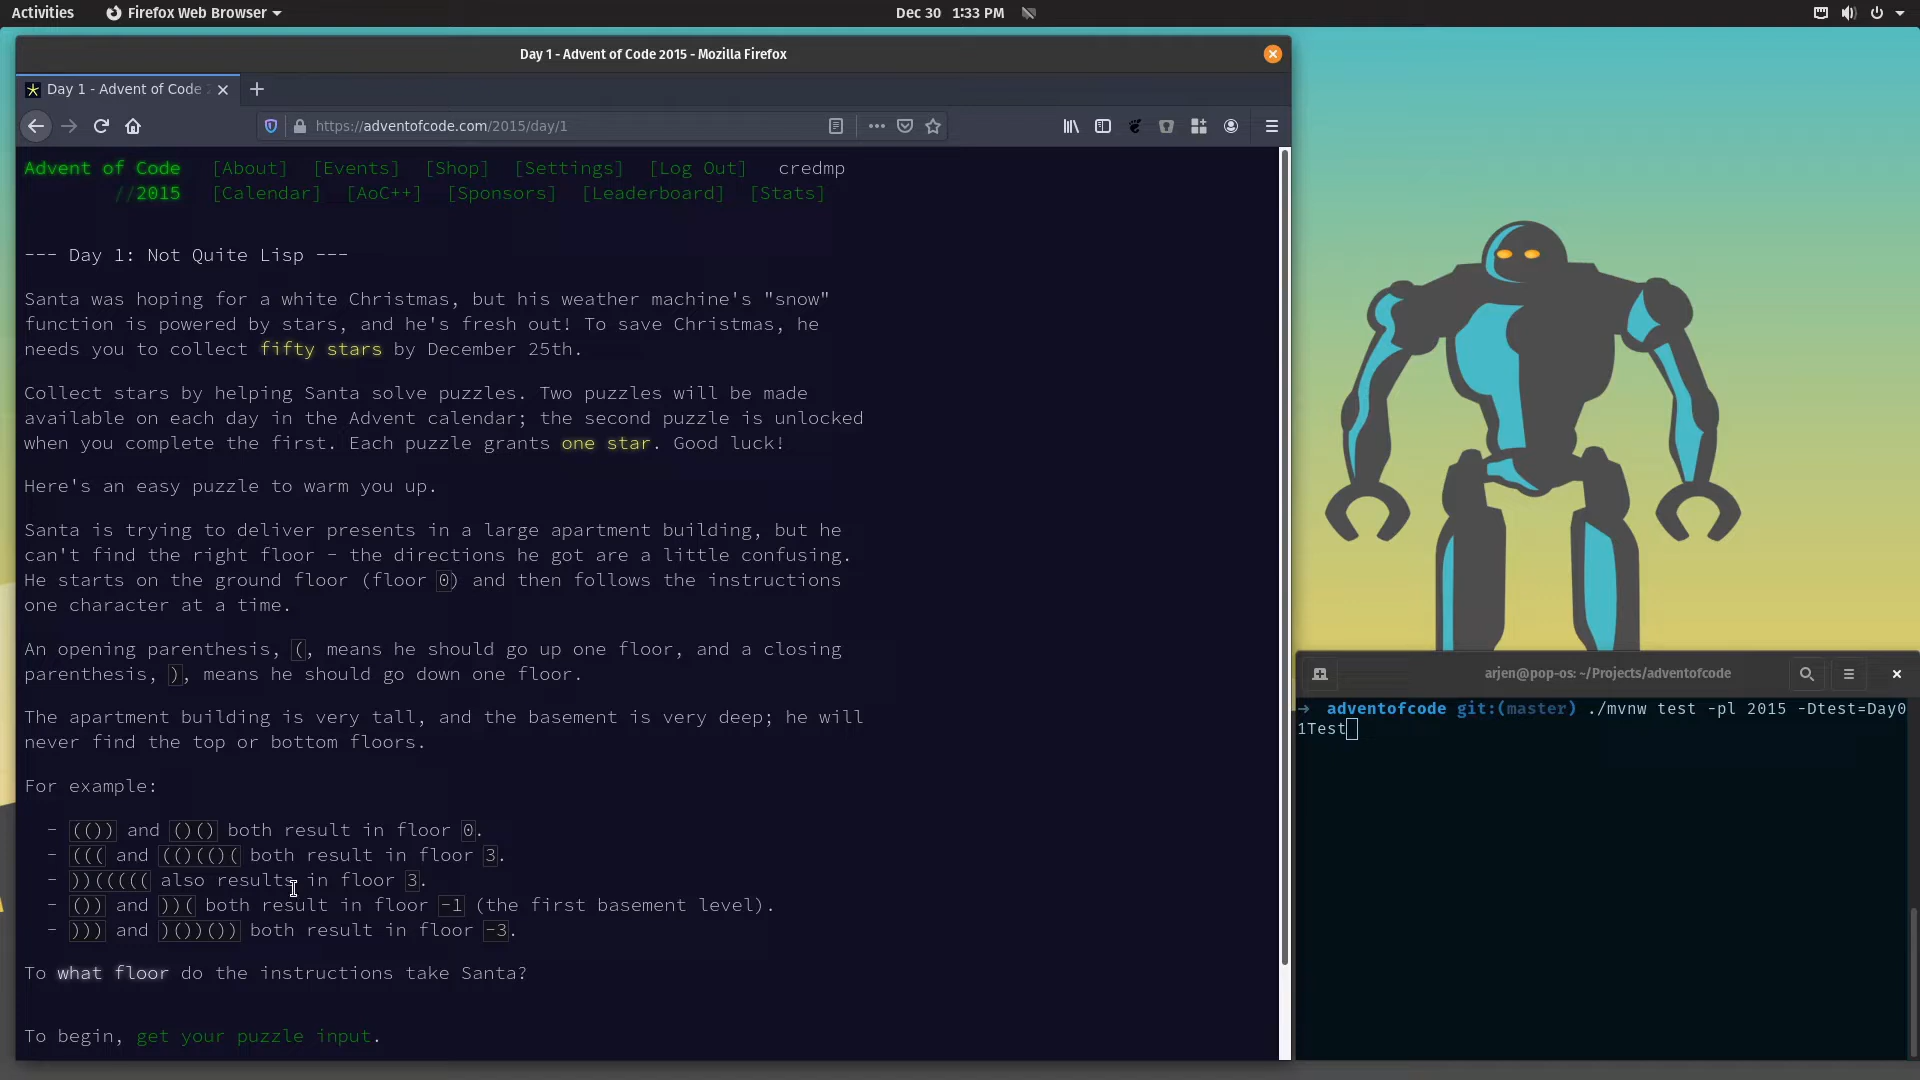 Activities Firefox Web Browser Dec 30 1:33 PM
Day 1 - Advent of Code 2015 - Mozilla Firefox
Day 1 - Advent of Code
https://adventofcode.com/2015/day/1
Advent of Code [About] [Events] [Shop] [Settings] [Log Out] credmp
//2015 [Calendar] [AoC++] [Sponsors] [Leaderboard] [Stats]
--- Day 1: Not Quite Lisp ---
Santa was hoping for a white Christmas, but his weather machine's "snow"
function is powered by stars, and he's fresh out! To save Christmas, he
needs you to collect fifty stars by December 25th.
Collect stars by helping Santa solve puzzles. Two puzzles will be made
available on each day in the Advent calendar; the second puzzle is unlocked
when you complete the first. Each puzzle grants one star. Good luck!
Here's an easy puzzle to warm you up.
Santa is trying to deliver presents in a large apartment building, but he
can't find the right floor - the directions he got are a little confusing.
He starts on the ground floor (floor 0) and then follows the instructions
one character at a time.
An opening parenthesis, (, means he should go up one floor, and a closing
parenthesis, ), means he should go down one floor.
The apartment building is very tall, and the basement is very deep; he will
never find the top or bottom floors.
For example:
- (()) and ()() both result in floor 0.
- ((( and (()(()( both result in floor 3.
- ))((((( also results in floor 3.
- ()) and ))( both result in floor -1 (the first basement level).
- ))) and )())()) both result in floor -3.
To what floor do the instructions take Santa?
To begin, get your puzzle input.
arjen@pop-os: ~/Projects/adventofcode
→ adventofcode git:(master) ./mvnw test -pl 2015 -Dtest=Day0
1Test